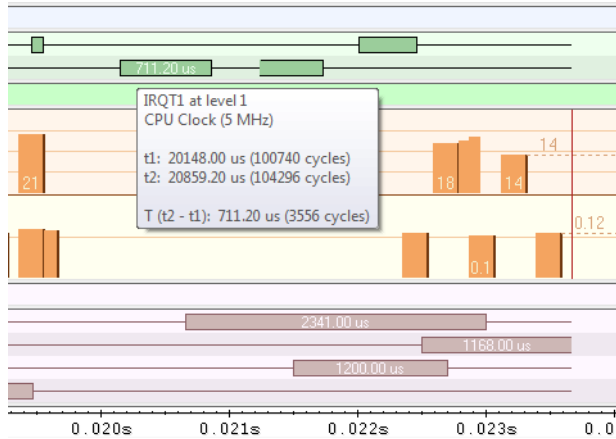 711.20 us
IRQT1 at level 1
CPU Clock (5 MHz)
t1: 20148.00 us (100740 cycles)
t2: 20859.20 us (104296 cycles)
T (t2 - t1): 711.20 us (3556 cycles)
21
18
14
14
0.12
0.1
2341.00 us
1168.00 us
1200.00 us
0.020s 0.021s 0.022s 0.023s 0.0